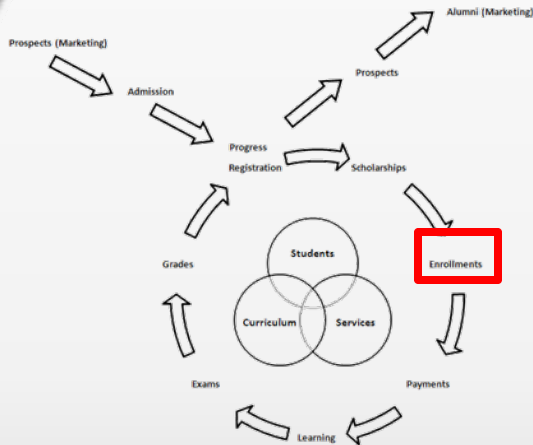 Alumni (Marketing)
Prospects (Marketing)
Prospects
Admission
Progress
Registration
Scholarships
Students
Grades
Enrollments
Curriculum
Services
Exams
Payments
Learning